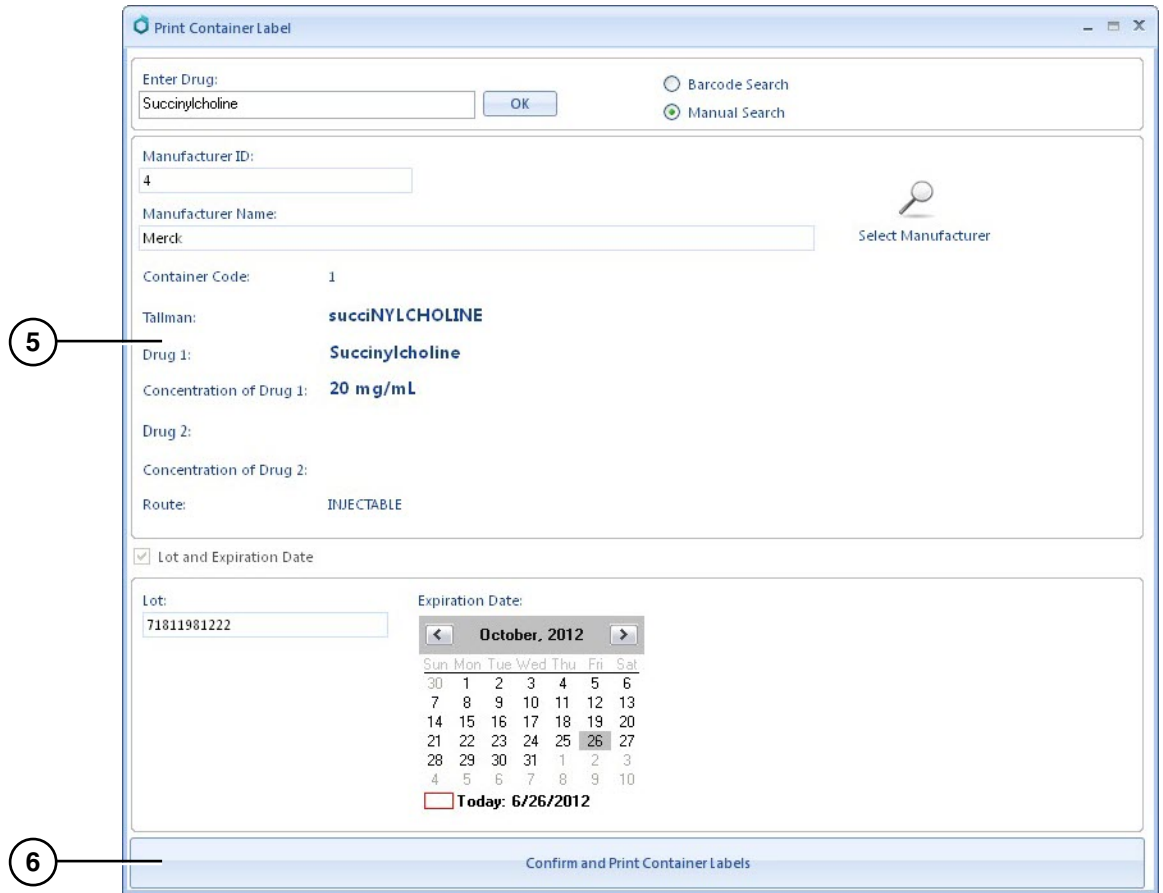 Print Container Label
Enter Drug:
Succinylcholine
OK
Barcode Search
Manual Search
Manufacturer ID:
4
Manufacturer Name:
Merck
Select Manufacturer
Container Code: 1
Tallman: succiNYLCHOLINE
5
Drug 1: Succinylcholine
Concentration of Drug 1: 20 mg/mL
Drug 2:
Concentration of Drug 2:
Route: INJECTABLE
Lot and Expiration Date
Lot:
71811981222
Expiration Date:
October, 2012
Sun Mon Tue Wed Thu Fri Sat
30 1 2 3 4 5 6
7 8 9 10 11 12 13
14 15 16 17 18 19 20
21 22 23 24 25 26 27
28 29 30 31 1 2 3
4 5 6 7 8 9 10
Today: 6/26/2012
6
Confirm and Print Container Labels